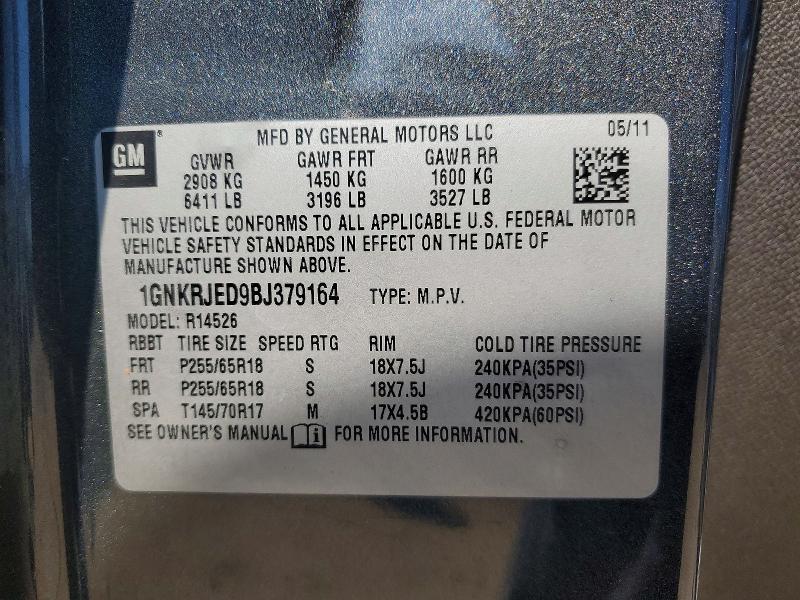 GM®
MFD BY GENERAL MOTORS LLC 05/11
GVWR GAWR FRT GAWR RR
2908 KG 1450 KG 1600 KG
6411 LB 3196 LB 3527 LB
THIS VEHICLE CONFORMS TO ALL APPLICABLE U.S. FEDERAL MOTOR
VEHICLE SAFETY STANDARDS IN EFFECT ON THE DATE OF
MANUFACTURE SHOWN ABOVE.
1GNKRJED9BJ379164 TYPE: M.P.V.
MODEL: R14526
RBBT TIRE SIZE SPEED RTG RIM COLD TIRE PRESSURE
FRT P255/65R18 S 18X7.5J 240KPA(35PSI)
RR P255/65R18 S 18X7.5J 240KPA(35PSI)
SPA T145/70R17 M 17X4.5B 420KPA(60PSI)
SEE OWNER'S MANUAL i FOR MORE INFORMATION.